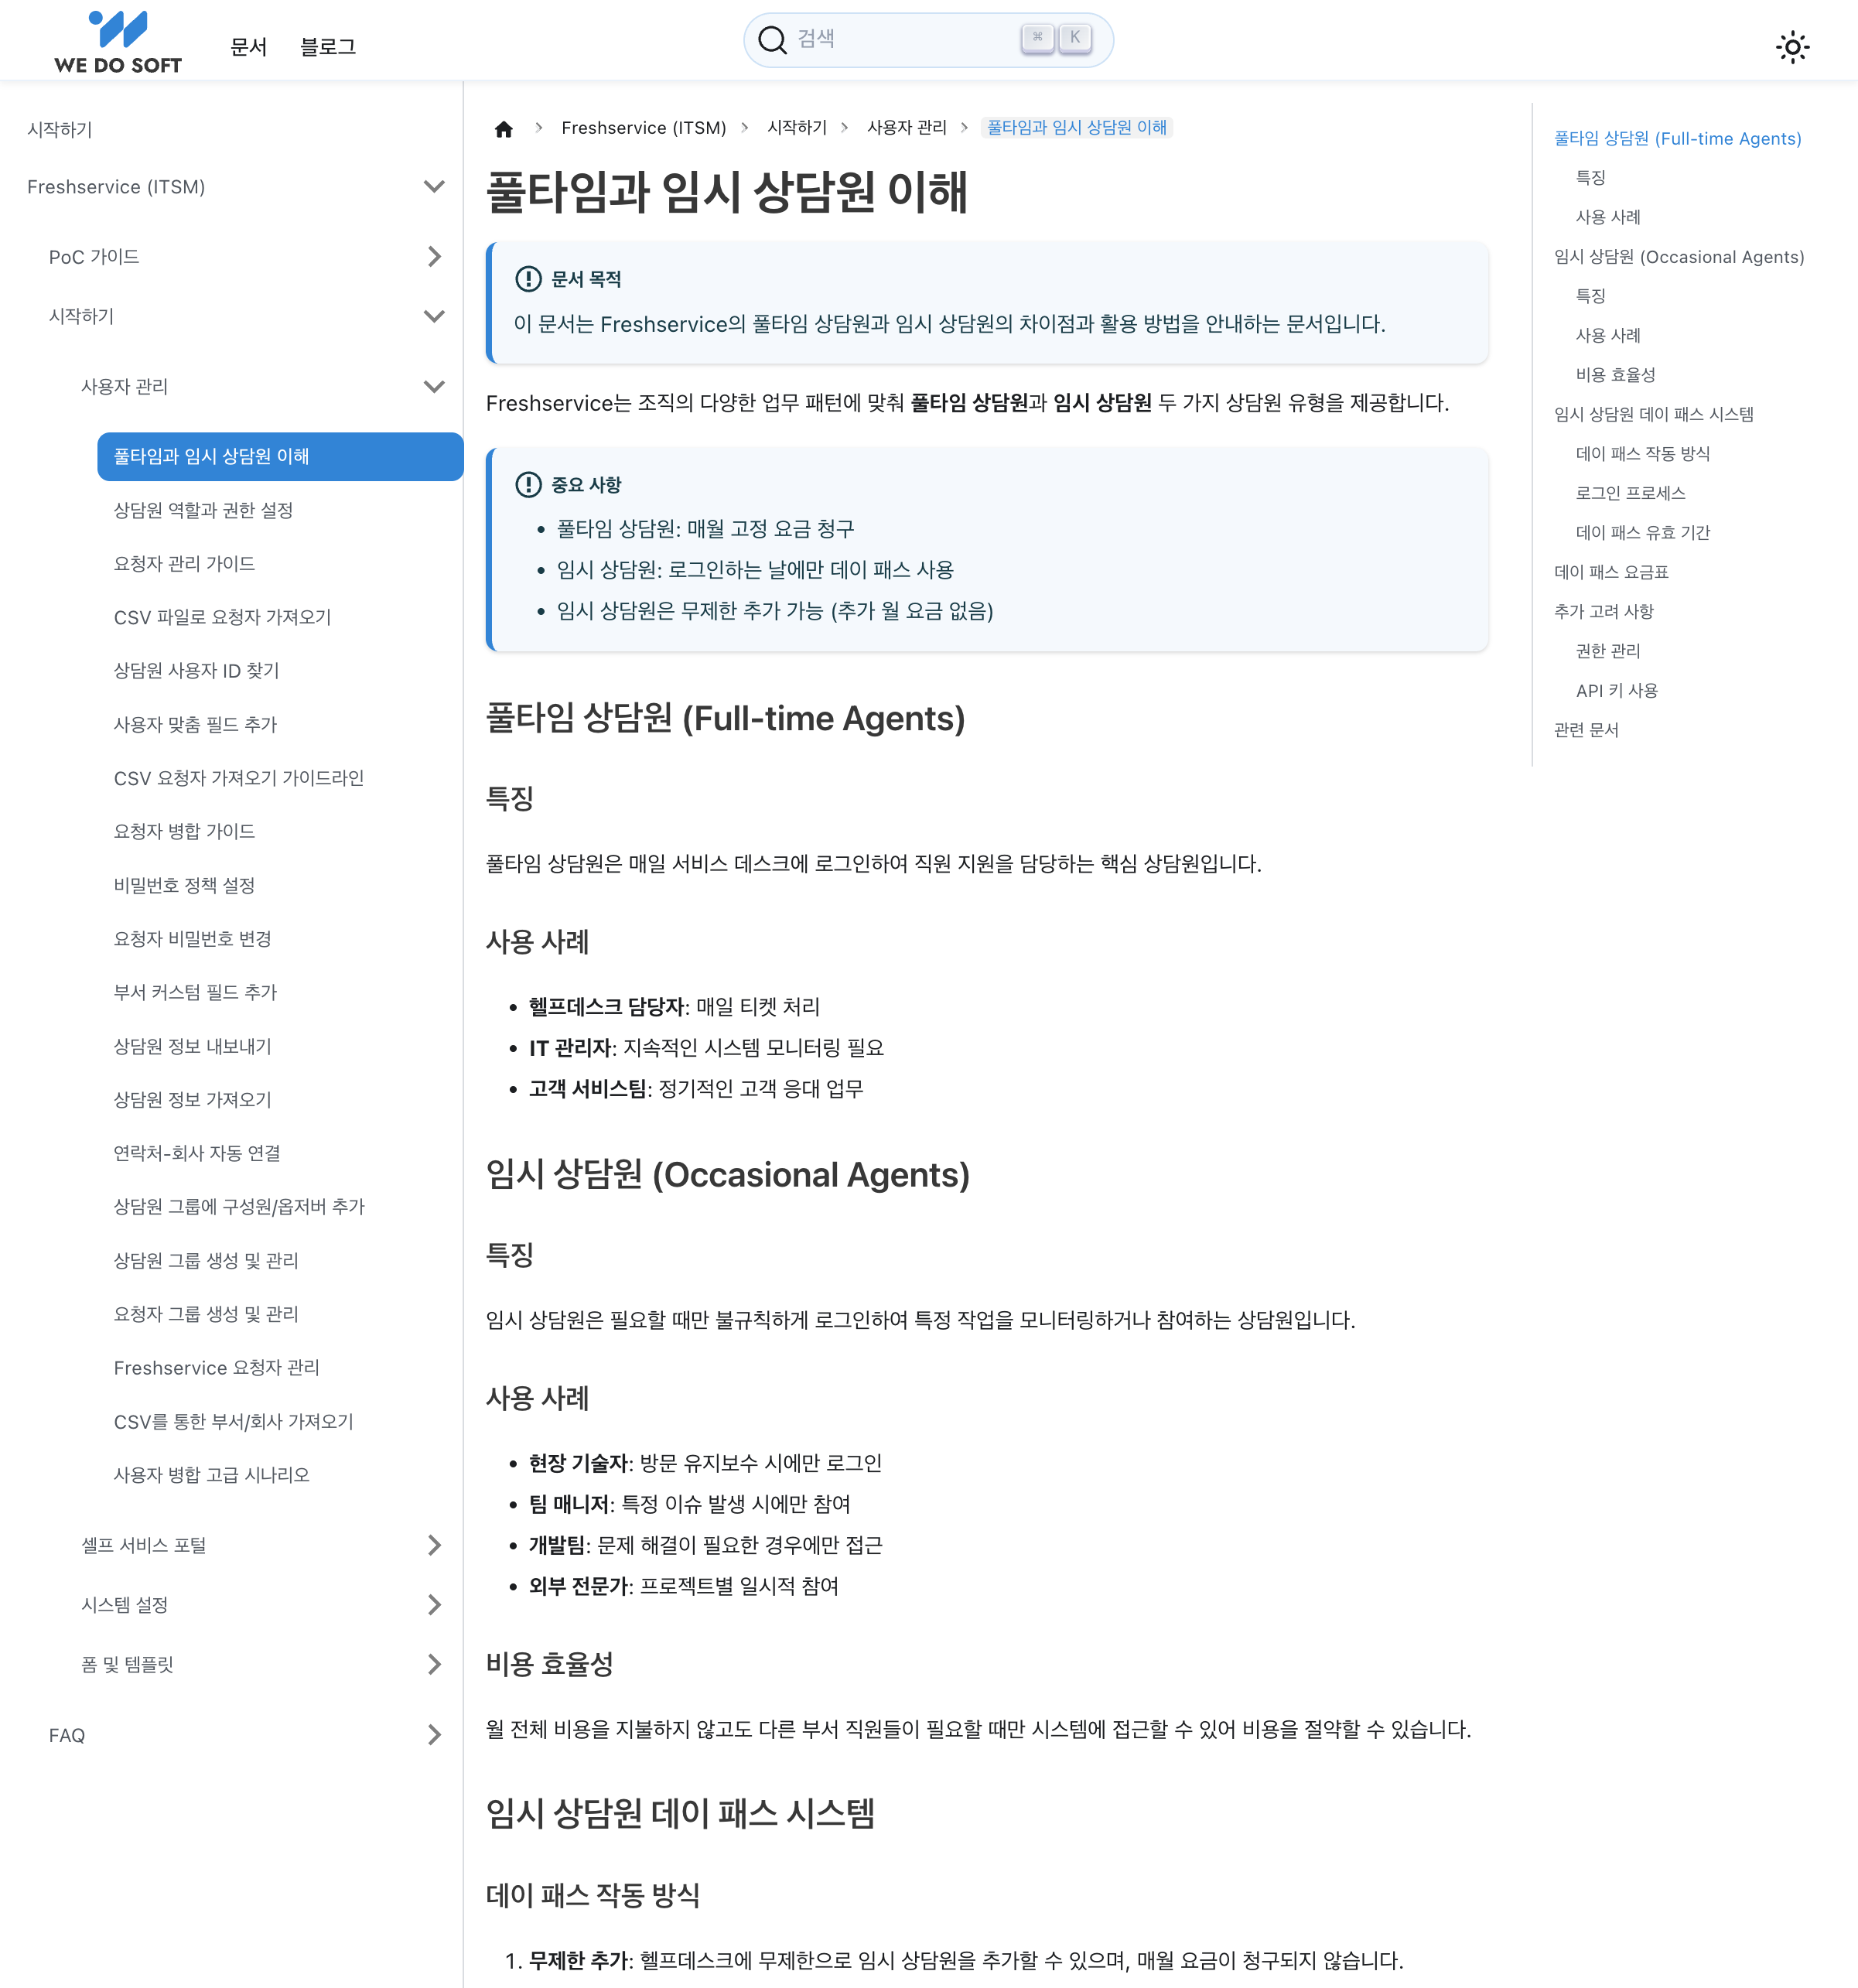 WE DO SOFT
문서
블로그
검색
⌘ K
시작하기
Freshservice (ITSM)
PoC 가이드
시작하기
사용자 관리
풀타임과 임시 상담원 이해
상담원 역할과 권한 설정
요청자 관리 가이드
CSV 파일로 요청자 가져오기
상담원 사용자 ID 찾기
사용자 맞춤 필드 추가
CSV 요청자 가져오기 가이드라인
요청자 병합 가이드
비밀번호 정책 설정
요청자 비밀번호 변경
부서 커스텀 필드 추가
상담원 정보 내보내기
상담원 정보 가져오기
연락처-회사 자동 연결
상담원 그룹에 구성원/옵저버 추가
상담원 그룹 생성 및 관리
요청자 그룹 생성 및 관리
Freshservice 요청자 관리
CSV를 통한 부서/회사 가져오기
사용자 병합 고급 시나리오
셀프 서비스 포털
시스템 설정
폼 및 템플릿
FAQ
Freshservice (ITSM) 시작하기 사용자 관리 풀타임과 임시 상담원 이해
풀타임과 임시 상담원 이해
문서 목적
이 문서는 Freshservice의 풀타임 상담원과 임시 상담원의 차이점과 활용 방법을 안내하는 문서입니다.
Freshservice는 조직의 다양한 업무 패턴에 맞춰 풀타임 상담원과 임시 상담원 두 가지 상담원 유형을 제공합니다.
중요 사항
• 풀타임 상담원: 매월 고정 요금 청구
• 임시 상담원: 로그인하는 날에만 데이 패스 사용
• 임시 상담원은 무제한 추가 가능 (추가 월 요금 없음)
풀타임 상담원 (Full-time Agents)
특징
풀타임 상담원은 매일 서비스 데스크에 로그인하여 직원 지원을 담당하는 핵심 상담원입니다.
사용 사례
• 헬프데스크 담당자: 매일 티켓 처리
• IT 관리자: 지속적인 시스템 모니터링 필요
• 고객 서비스팀: 정기적인 고객 응대 업무
임시 상담원 (Occasional Agents)
특징
임시 상담원은 필요할 때만 불규칙하게 로그인하여 특정 작업을 모니터링하거나 참여하는 상담원입니다.
사용 사례
• 현장 기술자: 방문 유지보수 시에만 로그인
• 팀 매니저: 특정 이슈 발생 시에만 참여
• 개발팀: 문제 해결이 필요한 경우에만 접근
• 외부 전문가: 프로젝트별 일시적 참여
비용 효율성
월 전체 비용을 지불하지 않고도 다른 부서 직원들이 필요할 때만 시스템에 접근할 수 있어 비용을 절약할 수 있습니다.
임시 상담원 데이 패스 시스템
데이 패스 작동 방식
1. 무제한 추가: 헬프데스크에 무제한으로 임시 상담원을 추가할 수 있으며, 매월 요금이 청구되지 않습니다.
풀타임 상담원 (Full-time Agents)
특징
사용 사례
임시 상담원 (Occasional Agents)
특징
사용 사례
비용 효율성
임시 상담원 데이 패스 시스템
데이 패스 작동 방식
로그인 프로세스
데이 패스 유효 기간
데이 패스 요금표
추가 고려 사항
권한 관리
API 키 사용
관련 문서